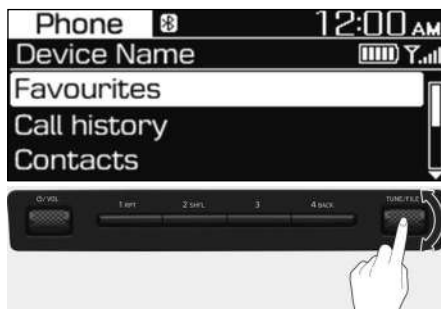 Phone 12:00 AM
Device Name
Favourites
Call history
Contacts
⏻/VOL 1 RPT 2 SHFL 3 4 BACK TUNE/FILE